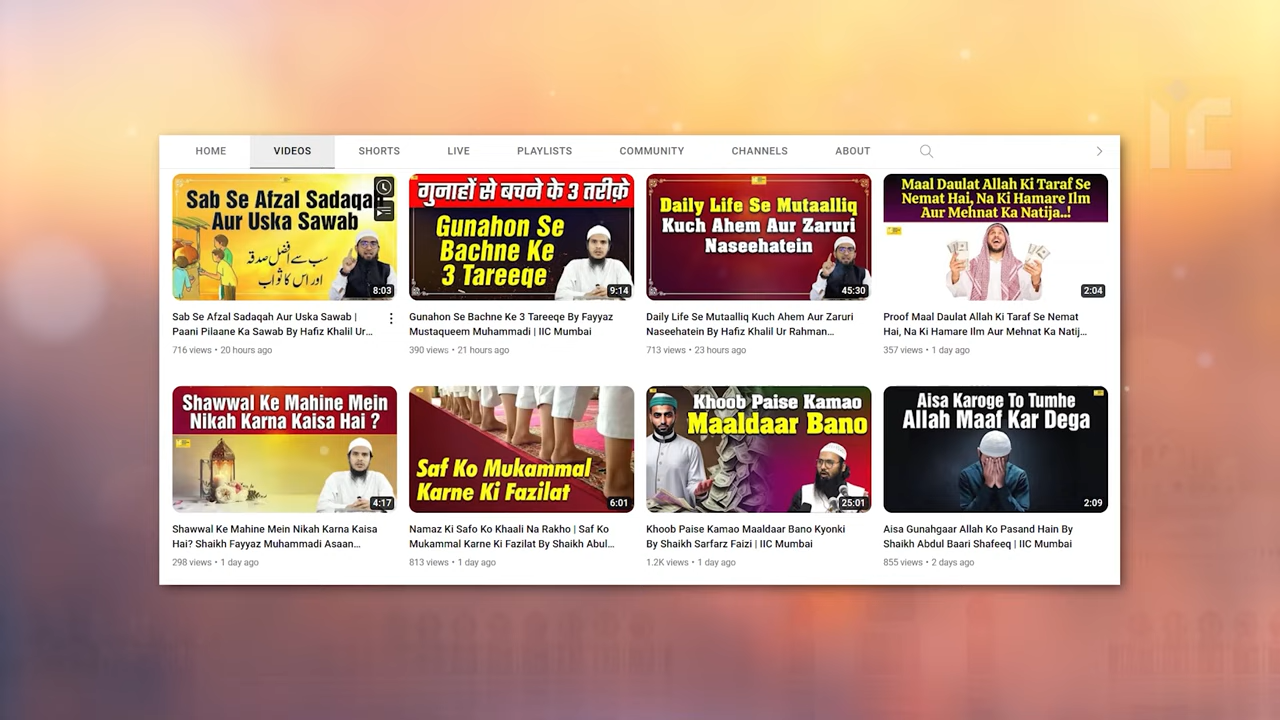 IIC
HOME VIDEOS SHORTS LIVE PLAYLISTS COMMUNITY CHANNELS ABOUT
Sab Se Afzal Sadaqah
Aur Uska Sawab
سب سے افضل صدقہ
اور اس کا ثواب
8:03
Sab Se Afzal Sadaqah Aur Uska Sawab |
Paani Pilaane Ka Sawab By Hafiz Khalil Ur...
716 views • 20 hours ago
गुनाहों से बचने के 3 तरीक़े
Gunahon Se
Bachne Ke
3 Tareeqe
9:14
Gunahon Se Bachne Ke 3 Tareeqe By Fayyaz
Mustaqueem Muhammadi | IIC Mumbai
390 views • 21 hours ago
Daily Life Se Mutaalliq
Kuch Ahem Aur Zaruri
Naseehatein
45:30
Daily Life Se Mutaalliq Kuch Ahem Aur Zaruri
Naseehatein By Hafiz Khalil Ur Rahman...
713 views • 23 hours ago
Maal Daulat Allah Ki Taraf Se
Nemat Hai, Na Ki Hamare Ilm
Aur Mehnat Ka Natija..!
2:04
Proof Maal Daulat Allah Ki Taraf Se Nemat
Hai, Na Ki Hamare Ilm Aur Mehnat Ka Natij...
357 views • 1 day ago
Shawwal Ke Mahine Mein
Nikah Karna Kaisa Hai ?
4:17
Shawwal Ke Mahine Mein Nikah Karna Kaisa
Hai? Shaikh Fayyaz Muhammadi Asaan...
298 views • 1 day ago
Saf Ko Mukammal
Karne Ki Fazilat
6:01
Namaz Ki Safo Ko Khaali Na Rakho | Saf Ko
Mukammal Karne Ki Fazilat By Shaikh Abul...
813 views • 1 day ago
Khoob Paise Kamao
Maaldaar Bano
25:01
Khoob Paise Kamao Maaldaar Bano Kyonki
By Shaikh Sarfarz Faizi | IIC Mumbai
1.2K views • 1 day ago
Aisa Karoge To Tumhe
Allah Maaf Kar Dega
2:09
Aisa Gunahgaar Allah Ko Pasand Hain By
Shaikh Abdul Baari Shafeeq | IIC Mumbai
855 views • 2 days ago